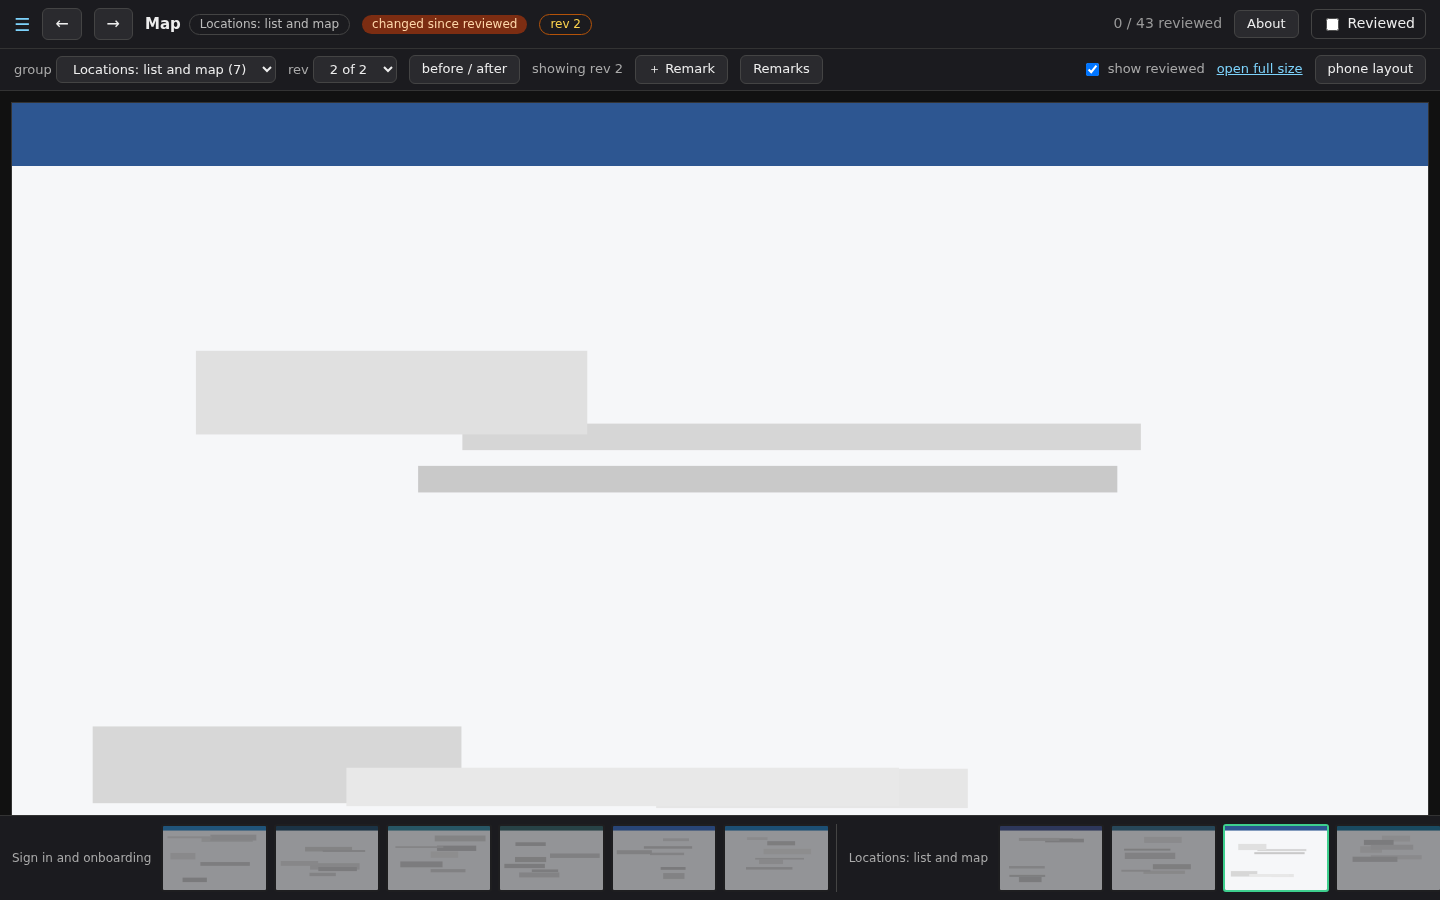 ☰ ← → Map Locations: list and map changed since reviewed rev 2 0 / 43 reviewed About Reviewed
group Locations: list and map (7) rev 2 of 2 before / after showing rev 2 + Remark Remarks show reviewed open full size phone layout
Sign in and onboarding Locations: list and map